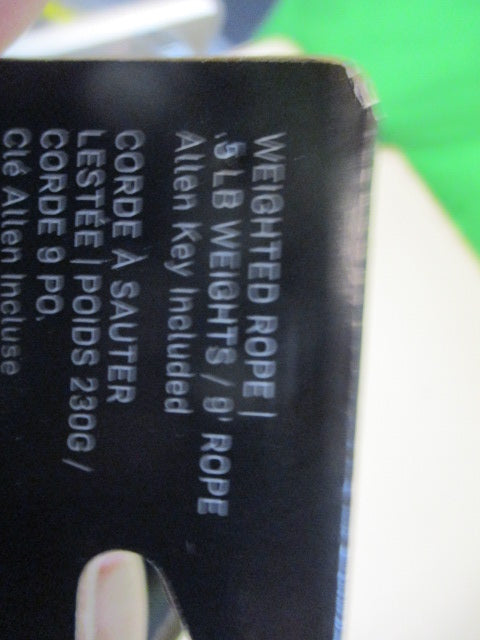 WEIGHTED ROPE |
.5 LB WEIGHTS / 9' ROPE
Allen Key Included
CORDE À SAUTER
LESTÉE | POIDS 230G /
CORDE 9 PO.
Clé Allen Incluse